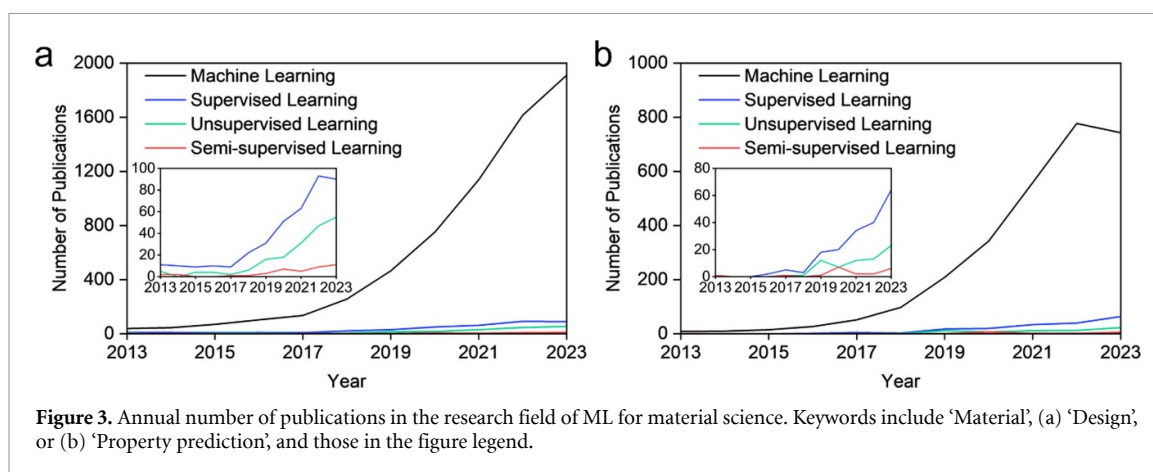 a
2000
1600
1200
800
400
0
Number of Publications
Machine Learning
Supervised Learning
Unsupervised Learning
Semi-supervised Learning
100
80
60
40
20
0
2013 2015 2017 2019 2021 2023
2013 2015 2017 2019 2021 2023
Year
b
1000
800
600
400
200
0
Number of Publications
Machine Learning
Supervised Learning
Unsupervised Learning
Semi-supervised Learning
80
60
40
20
0
2013 2015 2017 2019 2021 2023
2013 2015 2017 2019 2021 2023
Year
Figure 3. Annual number of publications in the research field of ML for material science. Keywords include ‘Material’, (a) ‘Design’,
or (b) ‘Property prediction’, and those in the figure legend.